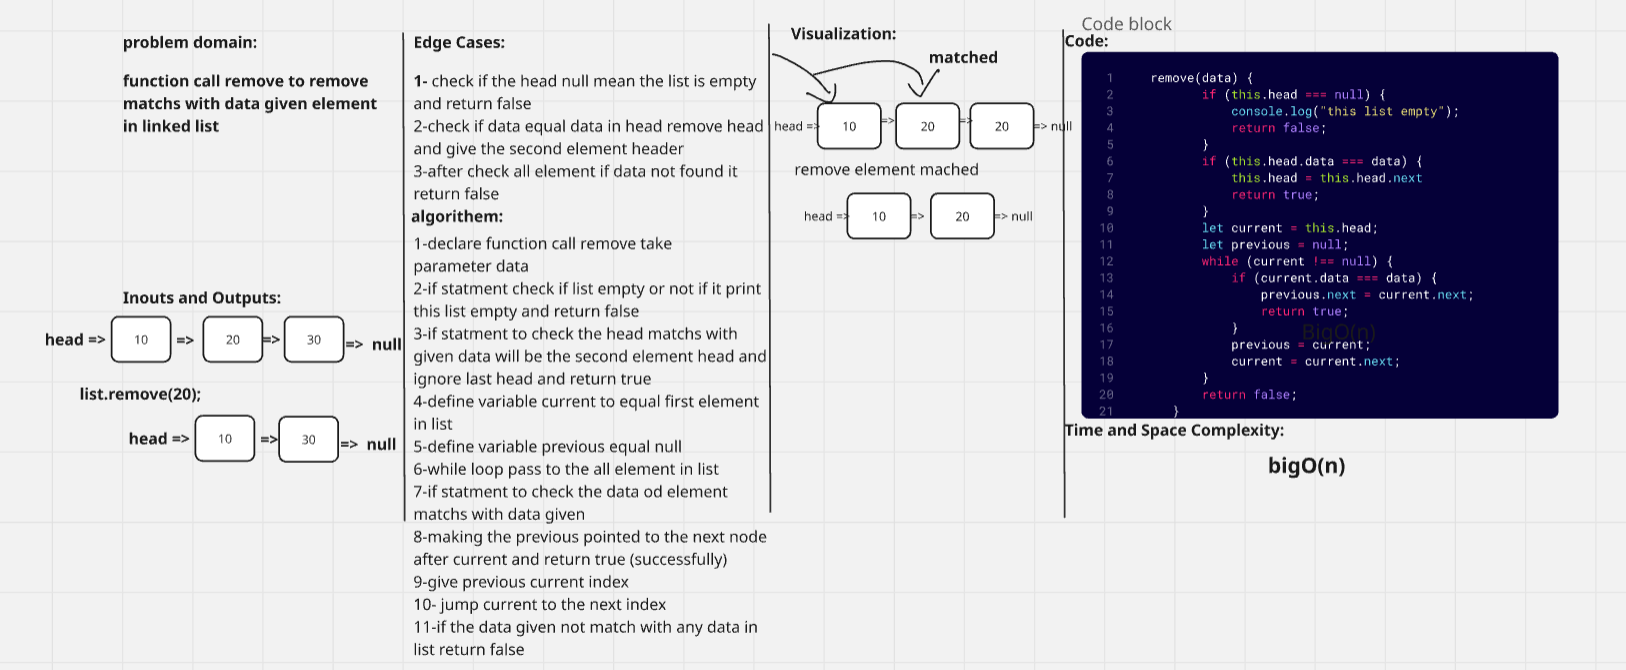 problem domain:
function call remove to remove
matchs with data given element
in linked list
Inouts and Outputs:
head => 10 => 20 => 30 => null
list.remove(20);
head => 10 => 30 => null
Edge Cases:
1- check if the head null mean the list is empty
and return false
2-check if data equal data in head remove head
and give the second element header
3-after check all element if data not found it
return false
algorithem:
1-declare function call remove take
parameter data
2-if statment check if list empty or not if it print
this list empty and return false
3-if statment to check the head matchs with
given data will be the second element head and
ignore last head and return true
4-define variable current to equal first element
in list
5-define variable previous equal null
6-while loop pass to the all element in list
7-if statment to check the data od element
matchs with data given
8-making the previous pointed to the next node
after current and return true (successfully)
9-give previous current index
10- jump current to the next index
11-if the data given not match with any data in
list return false
Visualization:
matched
head => 10 => 20 => 20 => null
remove element mached
head => 10 => 20 => null
Code block
Code:
1 remove(data) {
2 if (this.head === null) {
3 console.log("this list empty");
4 return false;
5 }
6 if (this.head.data === data) {
7 this.head = this.head.next
8 return true;
9 }
10 let current = this.head;
11 let previous = null;
12 while (current !== null) {
13 if (current.data === data) {
14 previous.next = current.next;
15 return true;
16 }
BigO(n)
17 previous = current;
18 current = current.next;
19 }
20 return false;
21 }
Time and Space Complexity:
bigO(n)